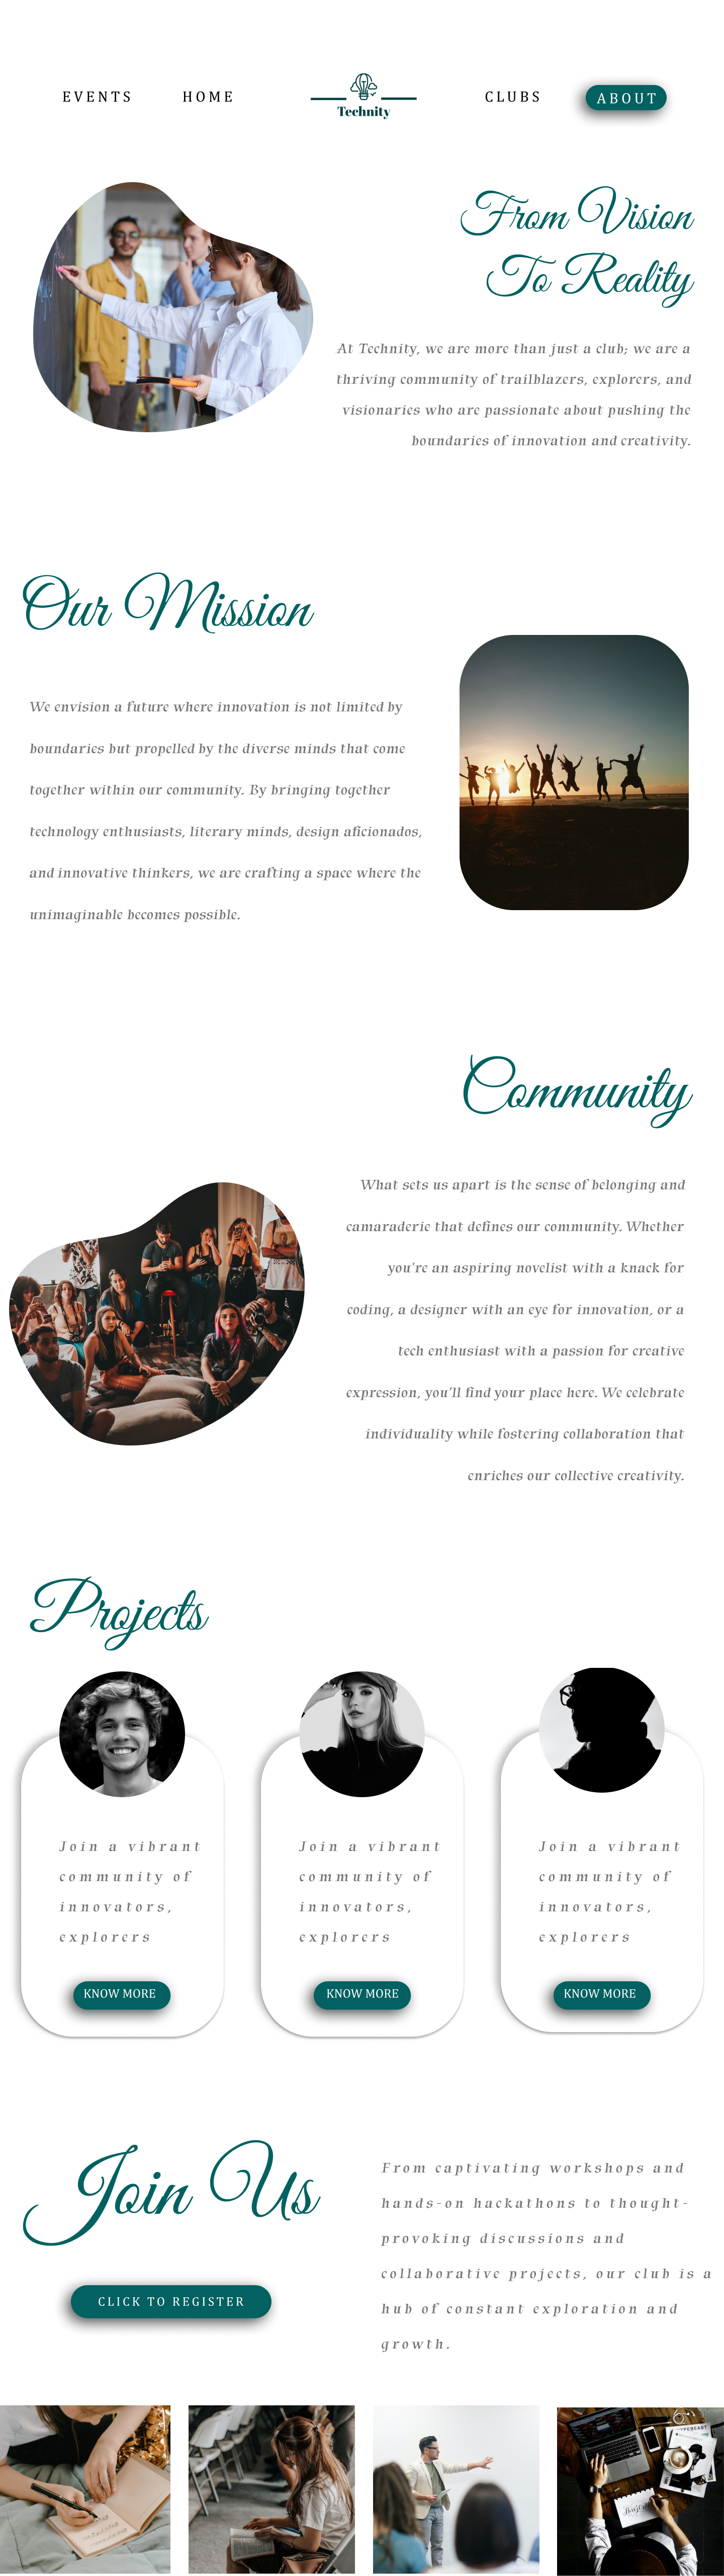 EVENTS
HOME
Technity
CLUBS
ABOUT
From Vision
To Reality
At Technity, we are more than just a club; we are a
thriving community of trailblazers, explorers, and
visionaries who are passionate about pushing the
boundaries of innovation and creativity.
Our Mission
We envision a future where innovation is not limited by
boundaries but propelled by the diverse minds that come
together within our community. By bringing together
technology enthusiasts, literary minds, design aficionados,
and innovative thinkers, we are crafting a space where the
unimaginable becomes possible.
Community
What sets us apart is the sense of belonging and
camaraderie that defines our community. Whether
you're an aspiring novelist with a knack for
coding, a designer with an eye for innovation, or a
tech enthusiast with a passion for creative
expression, you'll find your place here. We celebrate
individuality while fostering collaboration that
enriches our collective creativity.
Projects
Join a vibrant
community of
innovators,
explorers
KNOW MORE
Join a vibrant
community of
innovators,
explorers
KNOW MORE
Join a vibrant
community of
innovators,
explorers
KNOW MORE
Join Us
CLICK TO REGISTER
From captivating workshops and
hands-on hackathons to thought-
provoking discussions and
collaborative projects, our club is a
hub of constant exploration and
growth.